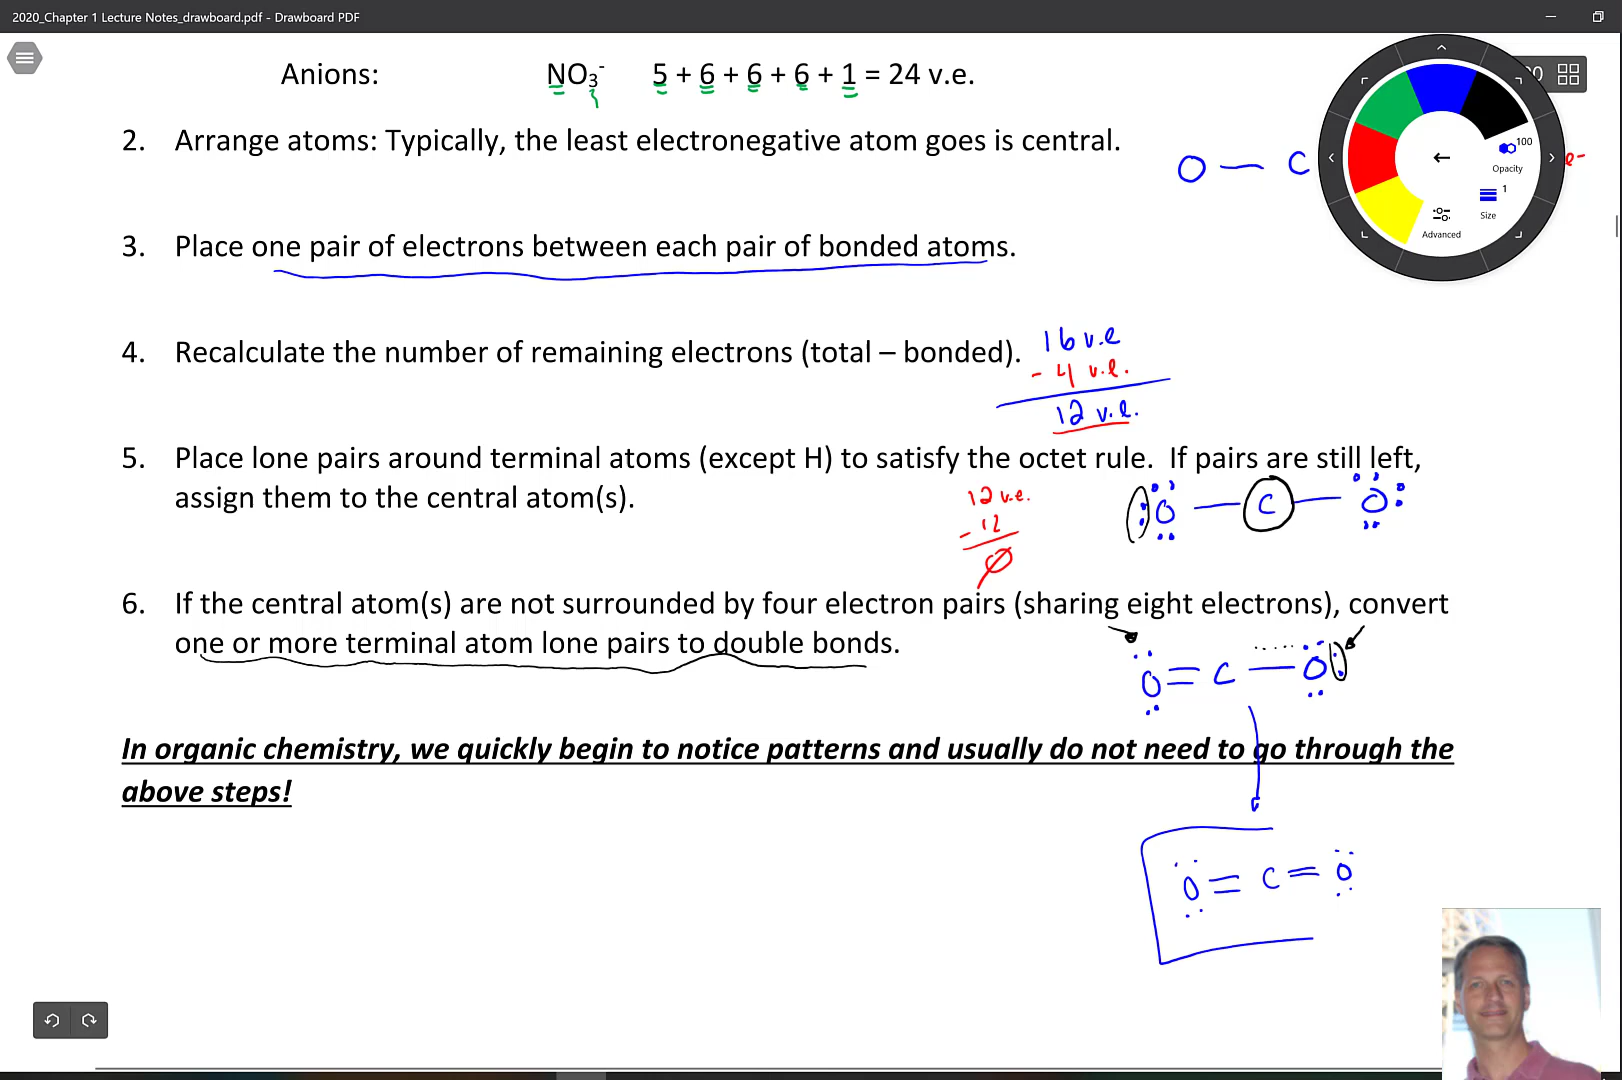 2020_Chapter 1 Lecture Notes_drawboard.pdf - Drawboard PDF
Anions: NO₃⁻ 5 + 6 + 6 + 6 + 1 = 24 v.e.
2. Arrange atoms: Typically, the least electronegative atom goes is central.
O — C
e-
100
Opacity
1
Size
Advanced
3. Place one pair of electrons between each pair of bonded atoms.
4. Recalculate the number of remaining electrons (total – bonded).
16 v.e
- 4 v.e.
12 v.e.
5. Place lone pairs around terminal atoms (except H) to satisfy the octet rule. If pairs are still left,
assign them to the central atom(s).
12 v.e.
- 12
0
O — C — O
6. If the central atom(s) are not surrounded by four electron pairs (sharing eight electrons), convert
one or more terminal atom lone pairs to double bonds.
O = C — O
In organic chemistry, we quickly begin to notice patterns and usually do not need to go through the
above steps!
O = C = O